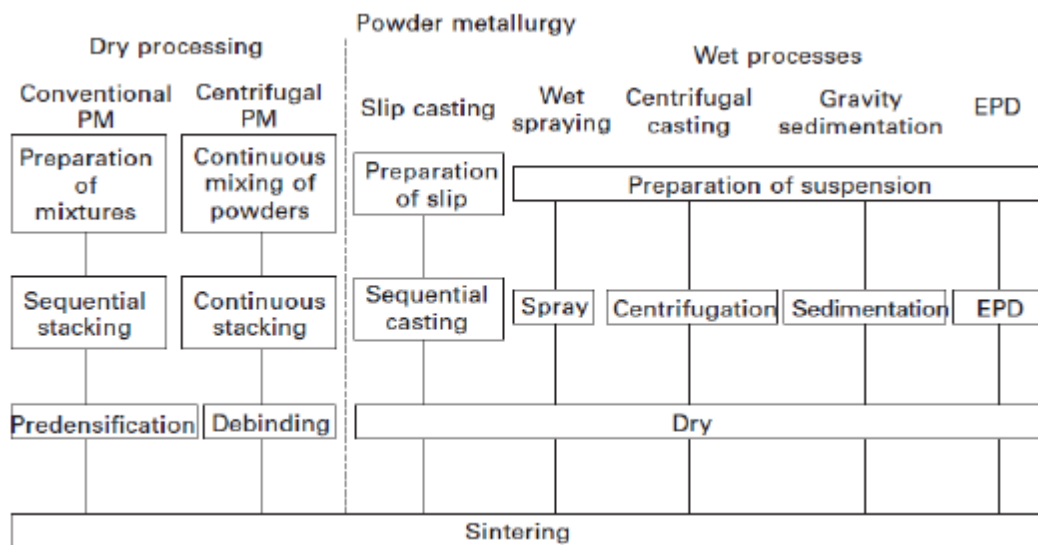 Powder metallurgy
Dry processing
Wet processes
Conventional
PM
Centrifugal
PM
Slip casting
Wet
spraying
Centrifugal
casting
Gravity
sedimentation
EPD
Preparation
of
mixtures
Continuous
mixing of
powders
Preparation
of slip
Preparation of suspension
Sequential
stacking
Continuous
stacking
Sequential
casting
Spray
Centrifugation
Sedimentation
EPD
Predensification
Debinding
Dry
Sintering